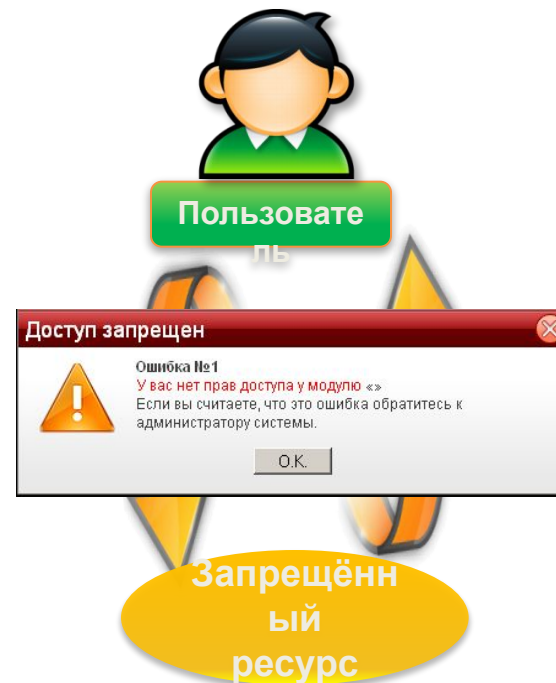 Пользовате
ль
Доступ запрещен
Ошибка №1
У вас нет прав доступа у модулю «»
Если вы считаете, что это ошибка обратитесь к
администратору системы.
O.K.
Запрещённ
ый
ресурс